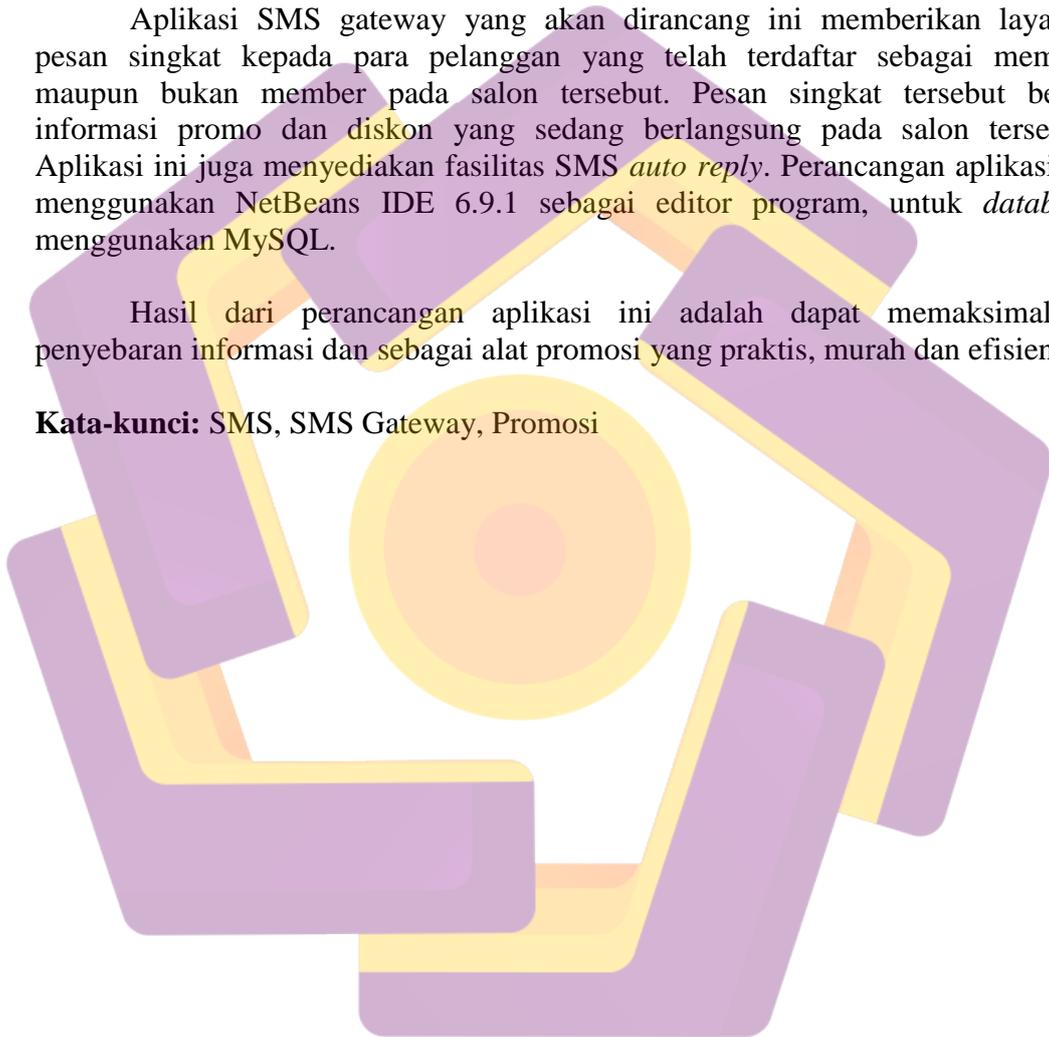 Aplikasi SMS gateway yang akan dirancang ini memberikan laya
pesan singkat kepada para pelanggan yang telah terdaftar sebagai mem
maupun bukan member pada salon tersebut. Pesan singkat tersebut be
informasi promo dan diskon yang sedang berlangsung pada salon terse
Aplikasi ini juga menyediakan fasilitas SMS auto reply. Perancangan aplikasi
menggunakan NetBeans IDE 6.9.1 sebagai editor program, untuk datab
menggunakan MySQL.
Hasil dari perancangan aplikasi ini adalah dapat memaksimal
penyebaran informasi dan sebagai alat promosi yang praktis, murah dan efisien
Kata-kunci: SMS, SMS Gateway, Promosi